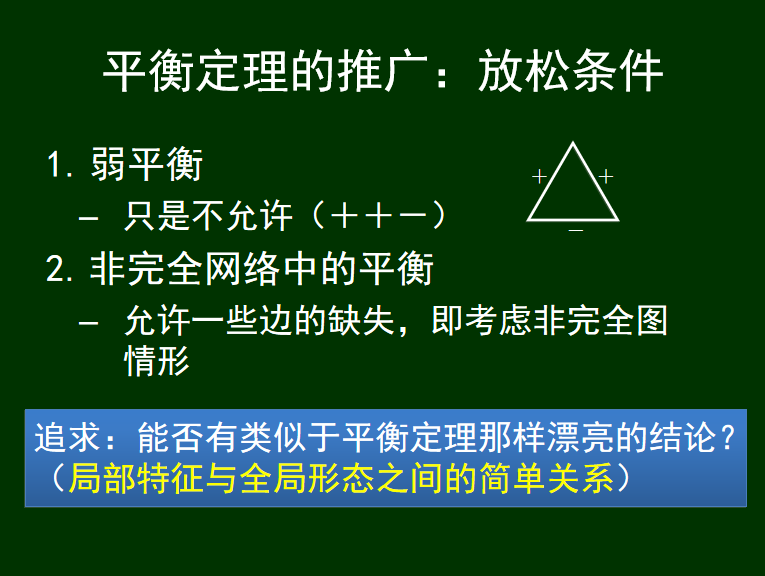 平衡定理的推广：放松条件
1. 弱平衡
– 只是不允许（＋＋－）
＋ ＋
－
2. 非完全网络中的平衡
– 允许一些边的缺失，即考虑非完全图
情形
追求：能否有类似于平衡定理那样漂亮的结论？
（局部特征与全局形态之间的简单关系）